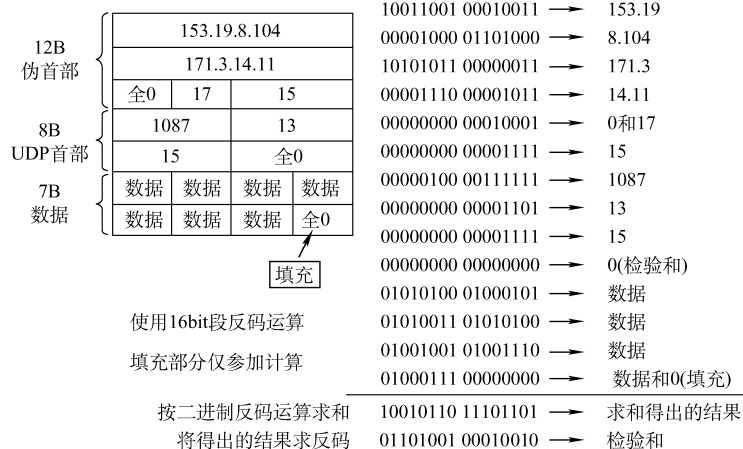 12B
伪首部
153.19.8.104
171.3.14.11
全0 17 15
8B
UDP首部
1087 13
15 全0
7B
数据
数据 数据 数据 数据
数据 数据 数据 全0
填充
使用16bit段反码运算
填充部分仅参加计算
10011001 00010011 → 153.19
00001000 01101000 → 8.104
10101011 00000011 → 171.3
00001110 00001011 → 14.11
00000000 00010001 → 0和17
00000000 00001111 → 15
00000100 00111111 → 1087
00000000 00001101 → 13
00000000 00001111 → 15
00000000 00000000 → 0(检验和)
01010100 01000101 → 数据
01010011 01010100 → 数据
01001001 01001110 → 数据
01000111 00000000 → 数据和0(填充)
按二进制反码运算求和 10010110 11101101 → 求和得出的结果
将得出的结果求反码 01101001 00010010 → 检验和